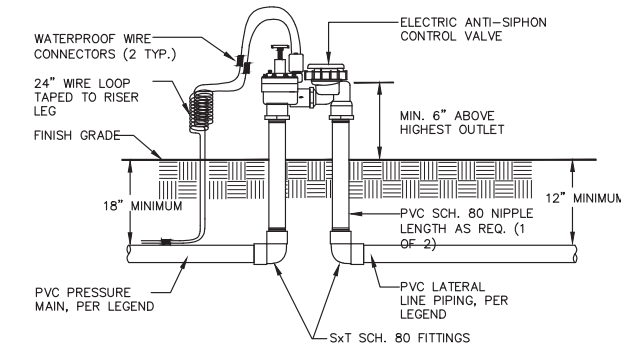 WATERPROOF WIRE
CONNECTORS (2 TYP.)
ELECTRIC ANTI-SIPHON
CONTROL VALVE
24" WIRE LOOP
TAPED TO RISER
LEG
MIN. 6" ABOVE
HIGHEST OUTLET
FINISH GRADE
18" MINIMUM
12" MINIMUM
PVC SCH. 80 NIPPLE
LENGTH AS REQ. (1
OF 2)
PVC PRESSURE
MAIN, PER LEGEND
PVC LATERAL
LINE PIPING, PER
LEGEND
SxT SCH. 80 FITTINGS